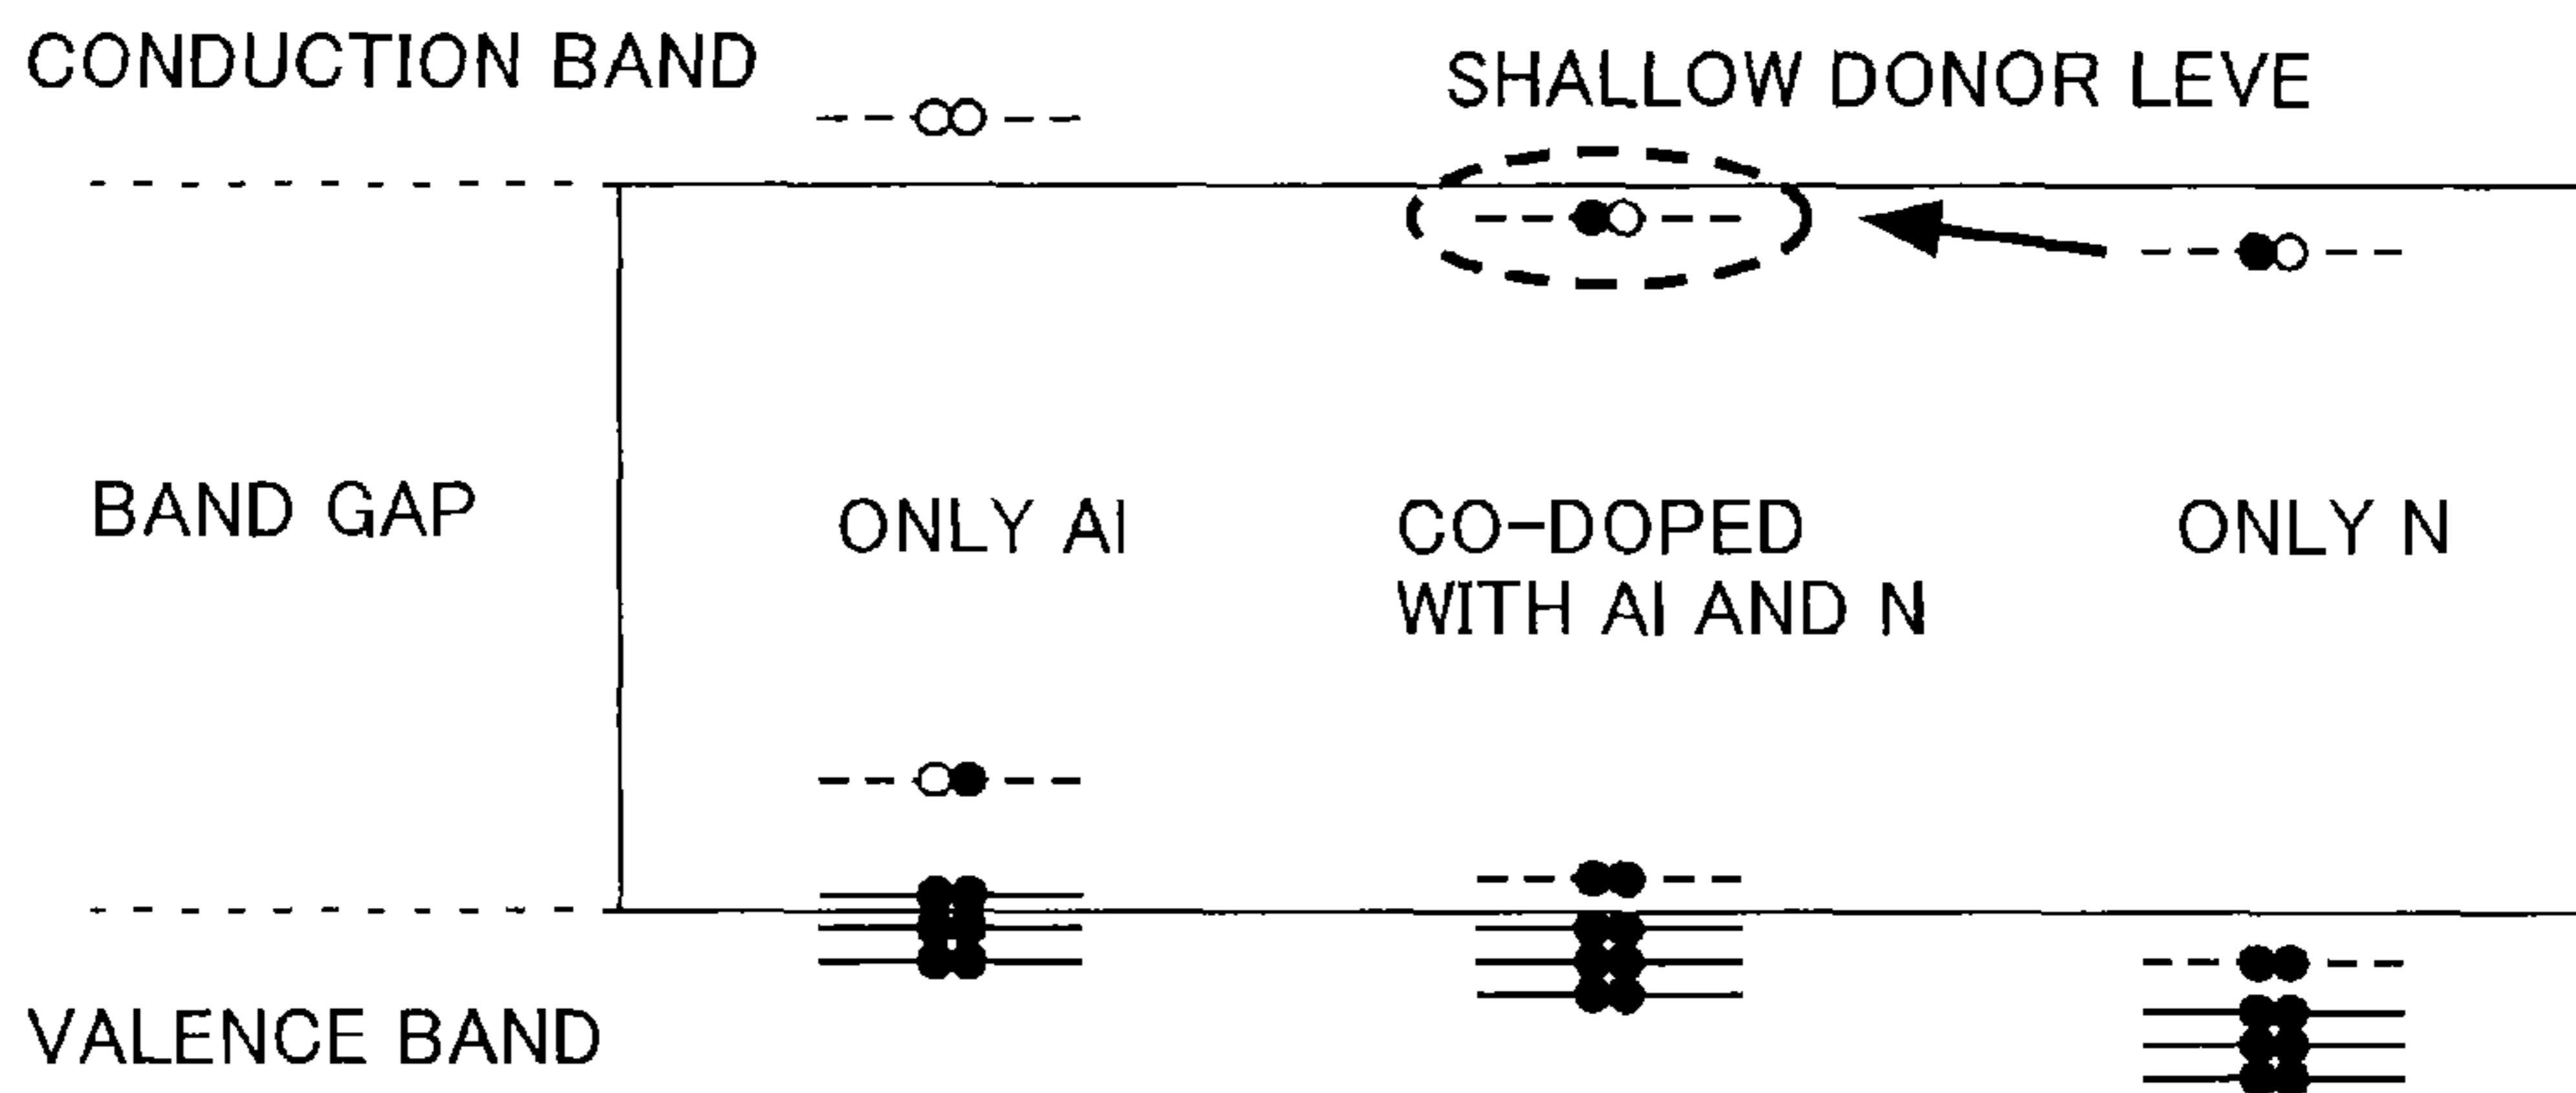 CONDUCTION BAND
SHALLOW DONOR LEVE
BAND GAP
ONLY Al
CO-DOPED
WITH Al AND N
ONLY N
VALENCE BAND